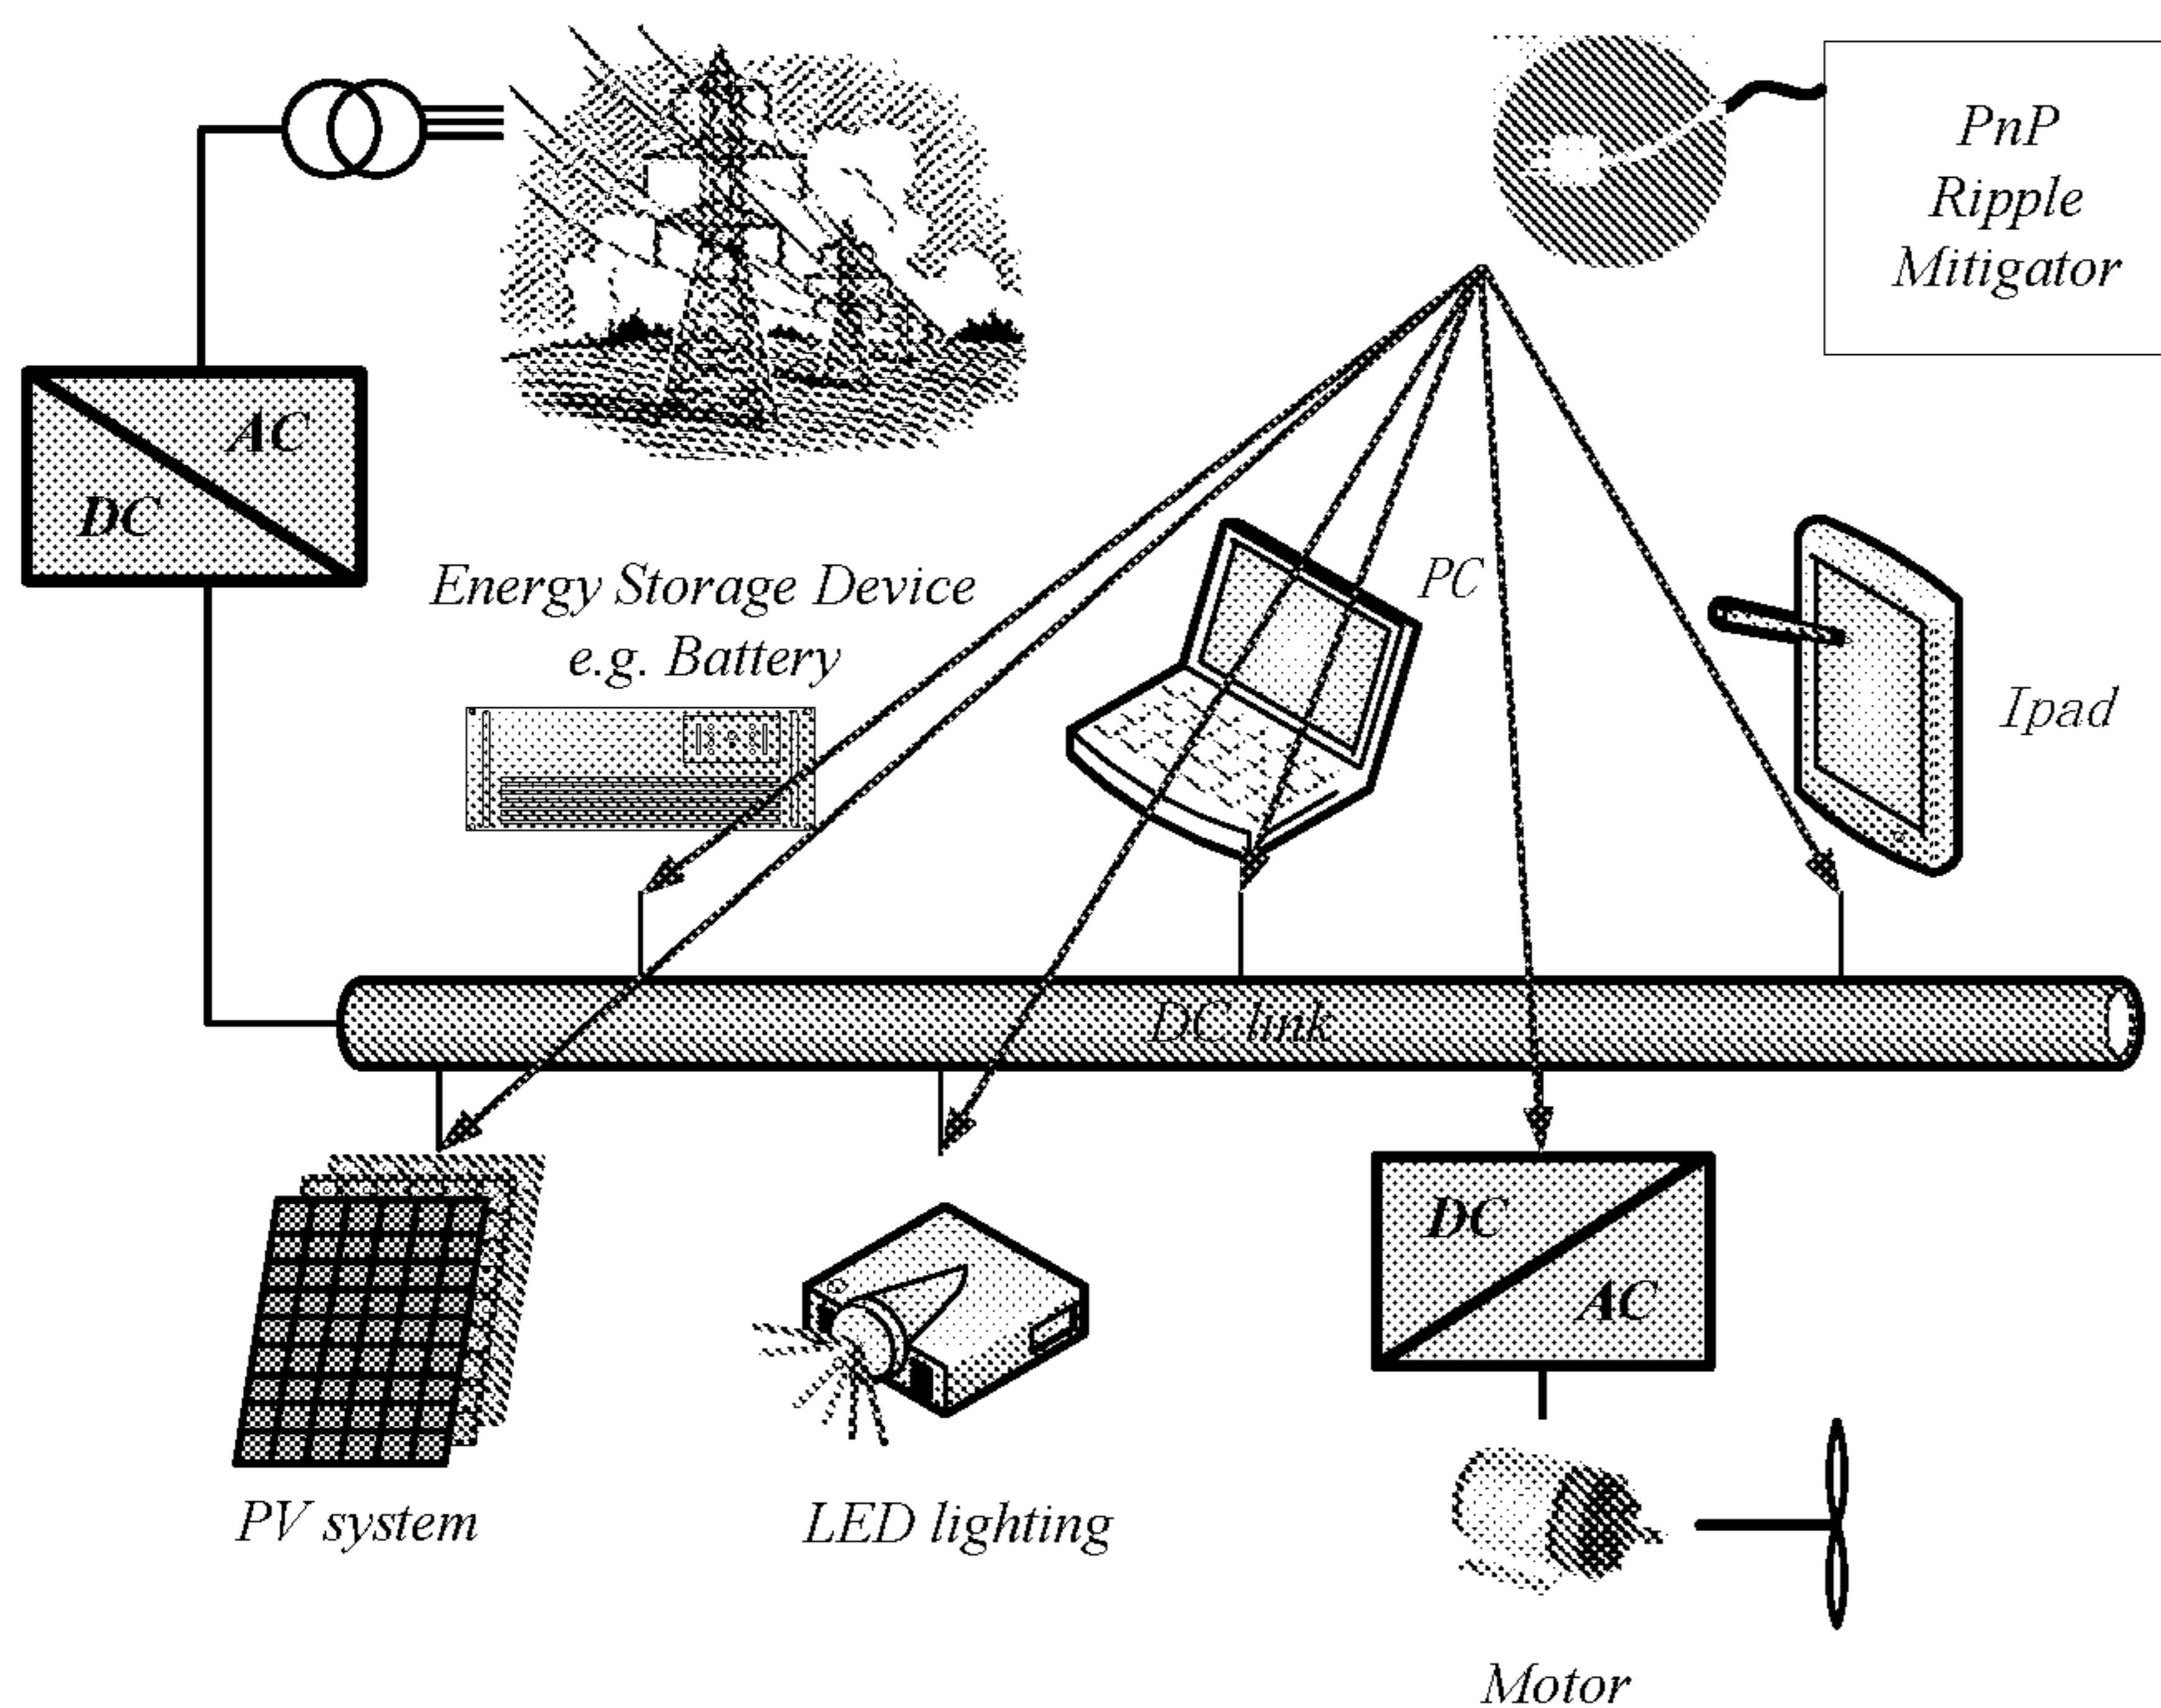 PnP
Ripple
Mitigator
AC
DC
Energy Storage Device
e.g. Battery
PC
Ipad
DC link
DC
AC
PV system
LED lighting
Motor